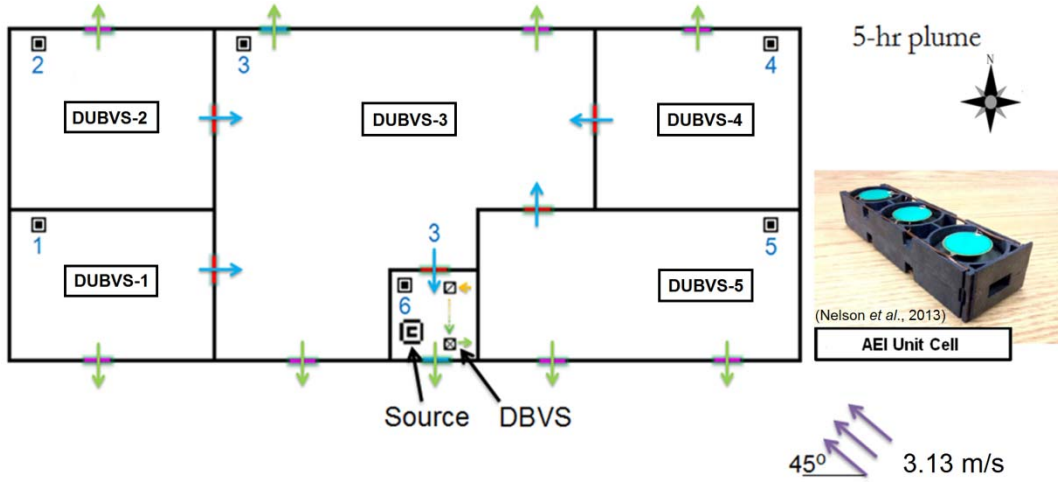 5-hr plume
N
2
3
4
DUBVS-2
DUBVS-3
DUBVS-4
1
3
5
DUBVS-1
6
DUBVS-5
(Nelson et al., 2013)
AEI Unit Cell
Source
DBVS
45º
3.13 m/s